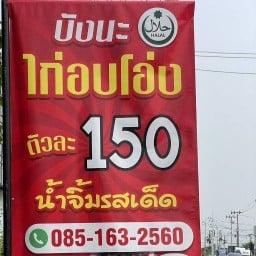 บังนะ
حلال
HALAL
ไก่อบโอ่ง
ตัวละ 150
น้ำจิ้มรสเด็ด
085-163-2560